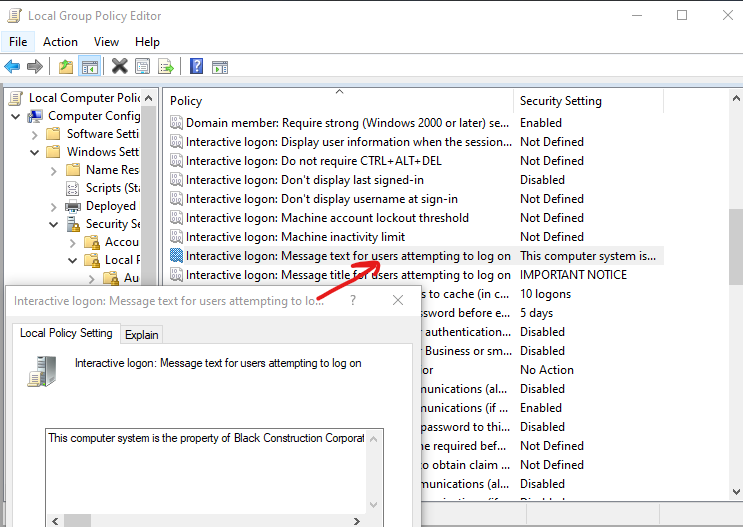 Local Group Policy Editor
File Action View Help
Local Computer Polic
Computer Config
Software Setti
Windows Sett
Name Res
Scripts (Sta
Deployed
Security Se
Accou
Local P
Au
Policy Security Setting
Domain member: Require strong (Windows 2000 or later) se... Enabled
Interactive logon: Display user information when the session... Not Defined
Interactive logon: Do not require CTRL+ALT+DEL Not Defined
Interactive logon: Don't display last signed-in Disabled
Interactive logon: Don't display username at sign-in Not Defined
Interactive logon: Machine account lockout threshold Not Defined
Interactive logon: Machine inactivity limit Not Defined
Interactive logon: Message text for users attempting to log on This computer system is...
Interactive logon: Message title for users attempting to log on IMPORTANT NOTICE
s to cache (in c... 10 logons
ssword before e... 5 days
r authentication... Disabled
r Business or sm... Disabled
or No Action
munications (al... Disabled
munications (if ... Enabled
password to thi... Disabled
ne required bef... Not Defined
to obtain claim ... Not Defined
munications (al... Disabled
Interactive logon: Message text for users attempting to lo... ?
Local Policy Setting Explain
Interactive logon: Message text for users attempting to log on
This computer system is the property of Black Construction Corporat